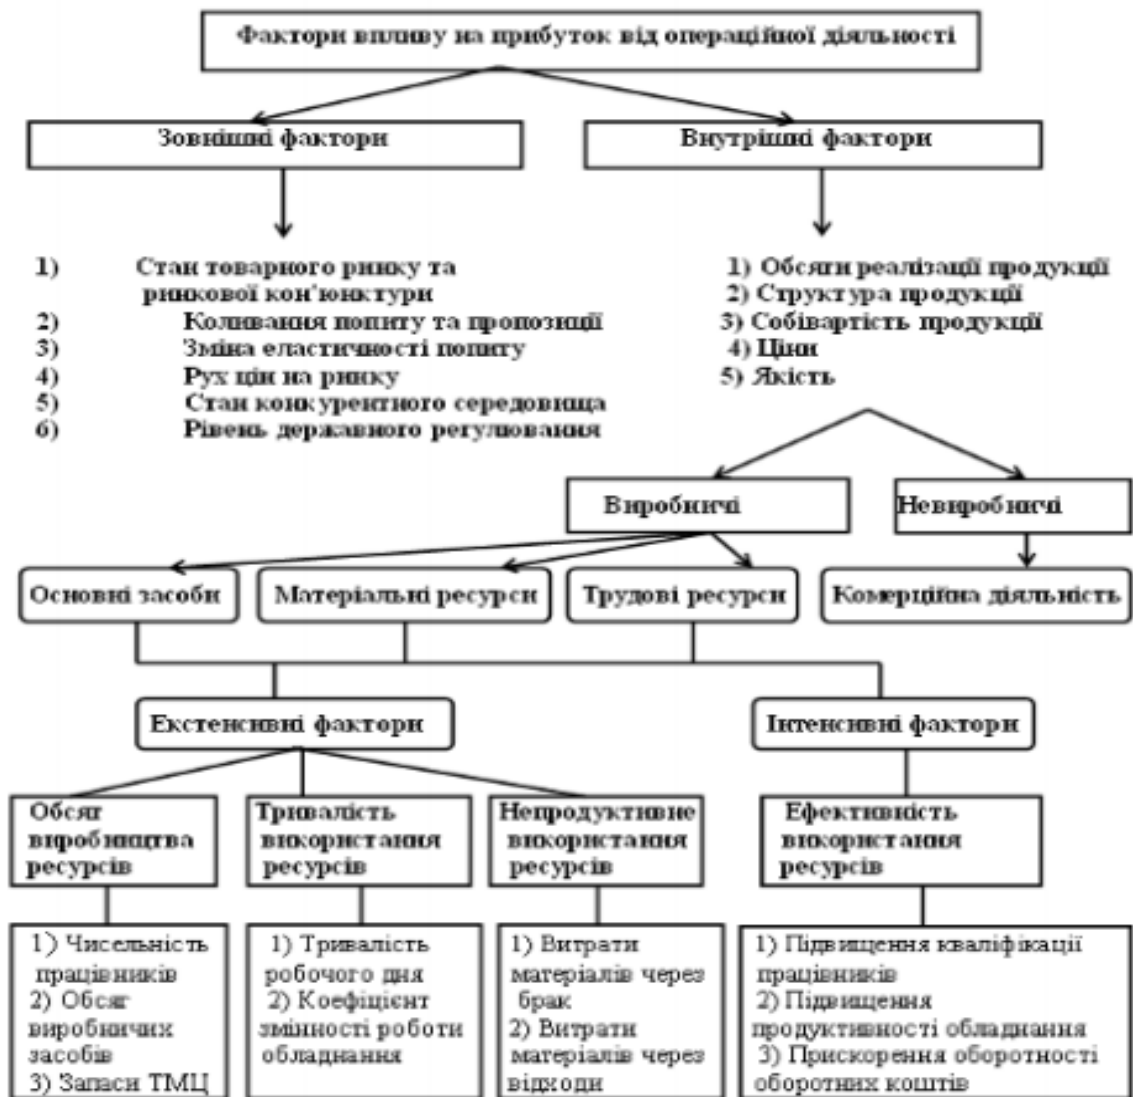 Фактори впливу на прибуток від операційної діяльності
Зовнішні фактори
Внутрішні фактори
1) Стан товарного ринку та
ринкової кон'юнктури
2) Коливання попиту та пропозиції
3) Зміна еластичності попиту
4) Рух цін на ринку
5) Стан конкурентного середовища
6) Рівень державного регулювання
1) Обсяги реалізації продукції
2) Структура продукції
3) Собівартість продукції
4) Ціни
5) Якість
Виробничі
Невиробничі
Основні засоби
Матеріальні ресурси
Трудові ресурси
Комерційна діяльність
Екстенсивні фактори
Інтенсивні фактори
Обсяг
виробництва
ресурсів
Тривалість
використання
ресурсів
Непродуктивне
використання
ресурсів
Ефективність
використання
ресурсів
1) Чисельність
працівників
2) Обсяг
виробничих
засобів
3) Запаси ТМЦ
1) Тривалість
робочого дня
2) Коефіцієнт
змінності роботи
обладнання
1) Витрати
матеріалів через
брак
2) Витрати
матеріалів через
відходи
1) Підвищення кваліфікації
працівників
2) Підвищення
продуктивності обладнання
3) Прискорення оборотності
оборотних коштів